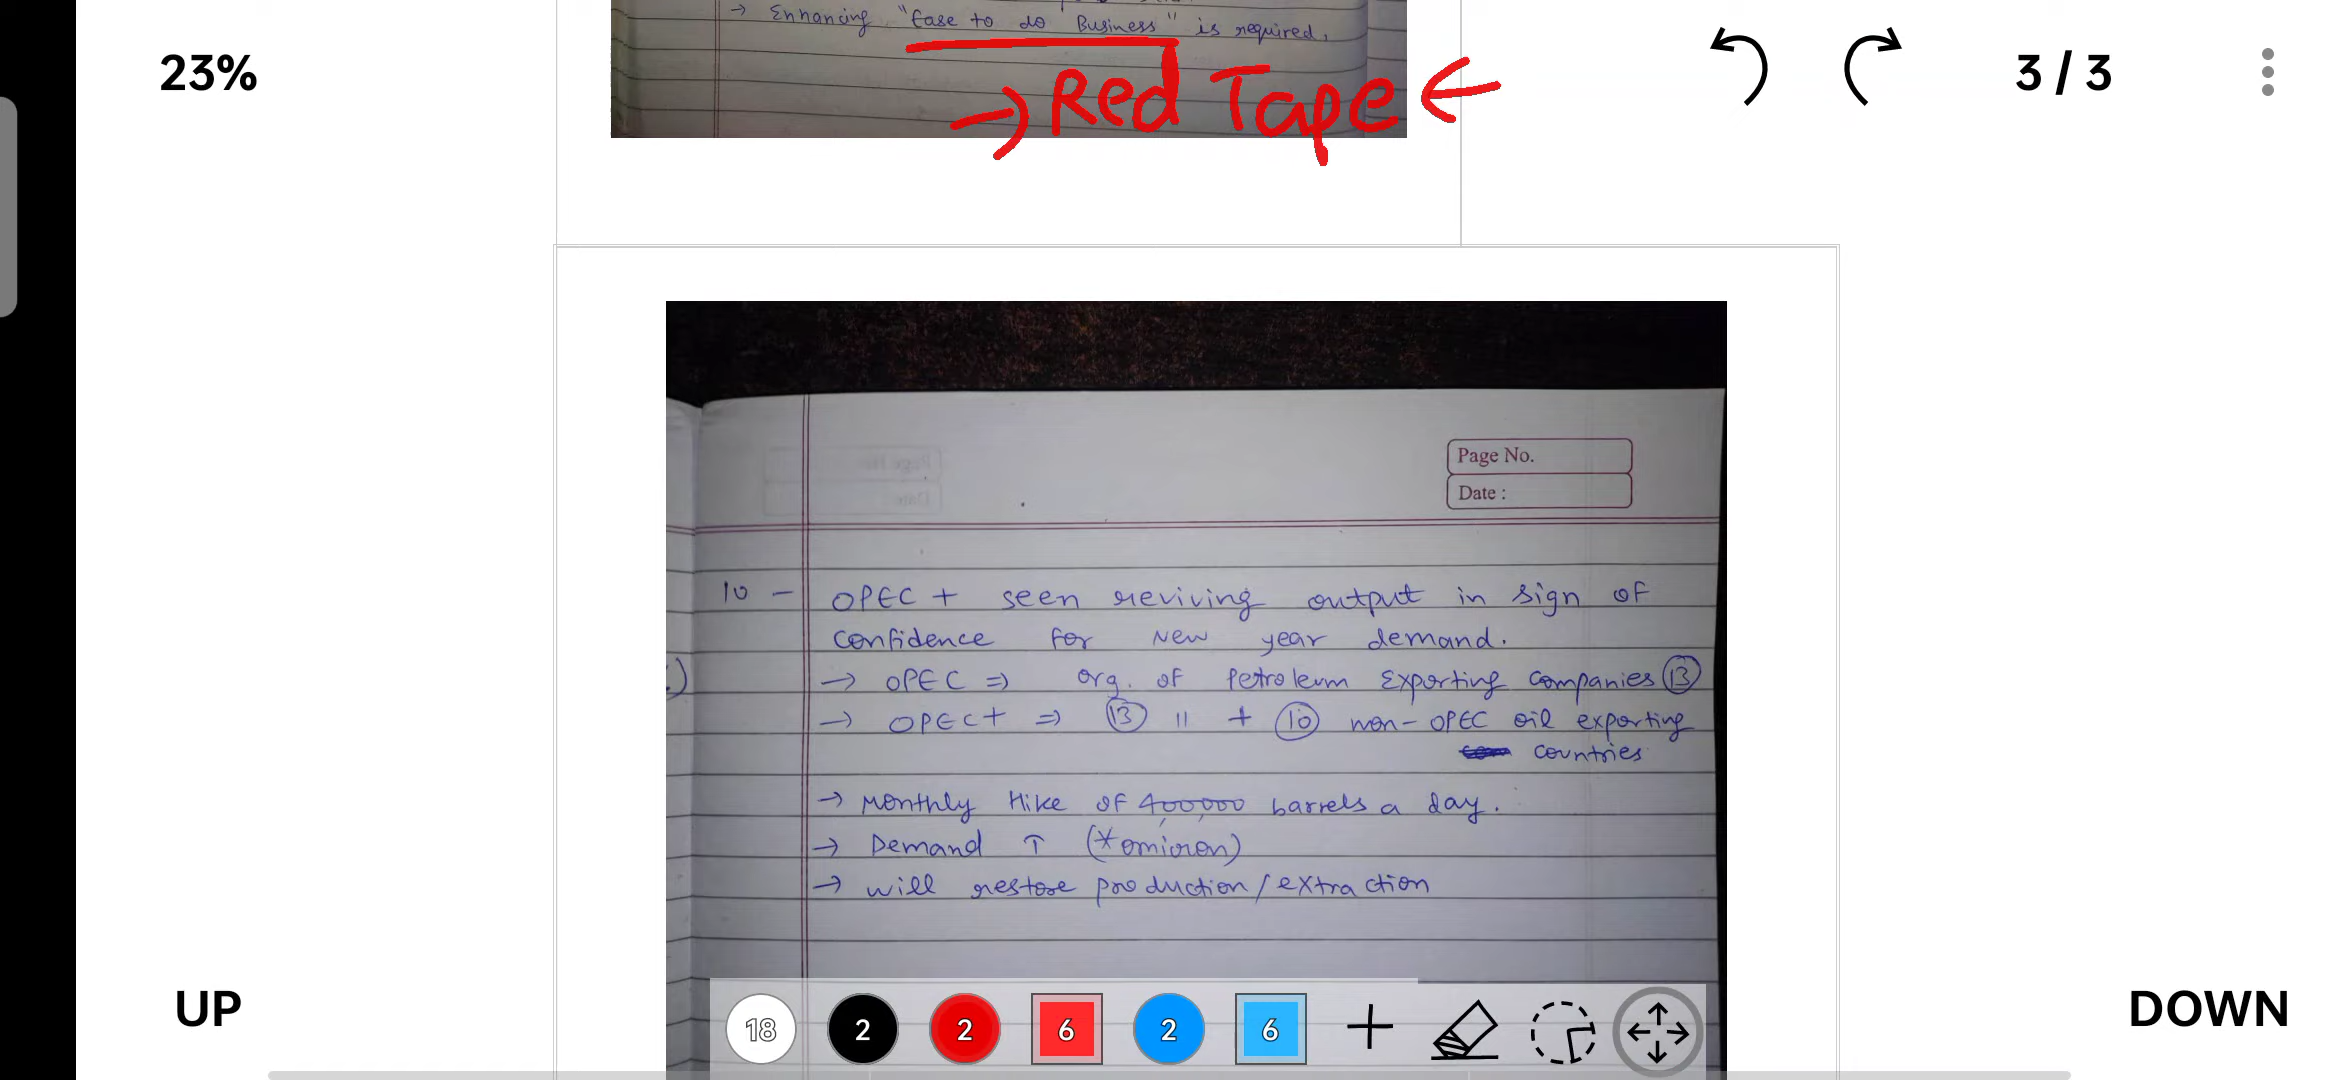 → Enhancing "Ease to do Business" is required.
23%
3 / 3
→ Red Tape ←
Page No.
Date :
10 - OPEC + seen reviving output in sign of
confidence for New year demand.
→ OPEC ⇒ org. of Petroleum Exporting Companies 13
→ OPEC+ ⇒ 13 " + 10 non-OPEC oil exporting
countries
→ Monthly Hike of 400,000 barrels a day.
→ Demand ↑ (*omicron)
→ will restore production/extraction
UP
DOWN
18 2 2 6 2 6